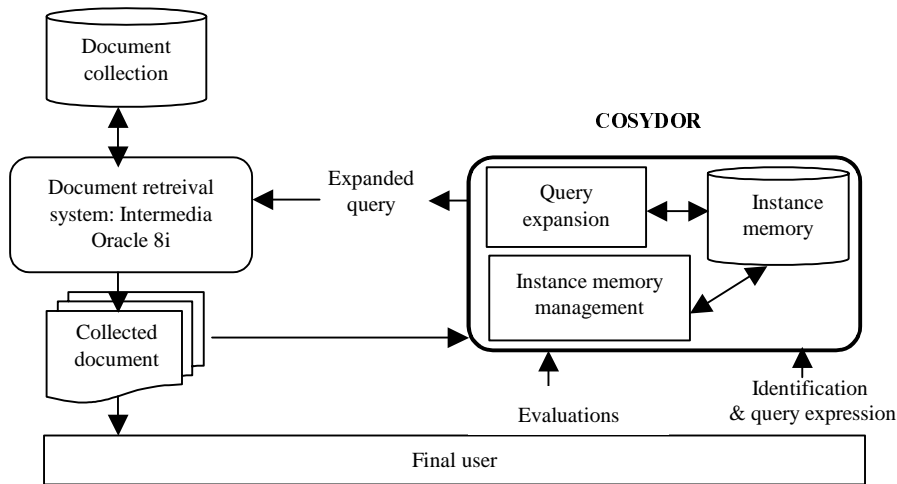 Document
collection
COSYDOR
Document retreival
system: Intermedia
Oracle 8i
Expanded
query
Query
expansion
Instance
memory
Instance memory
management
Collected
document
Evaluations
Identification
& query expression
Final user